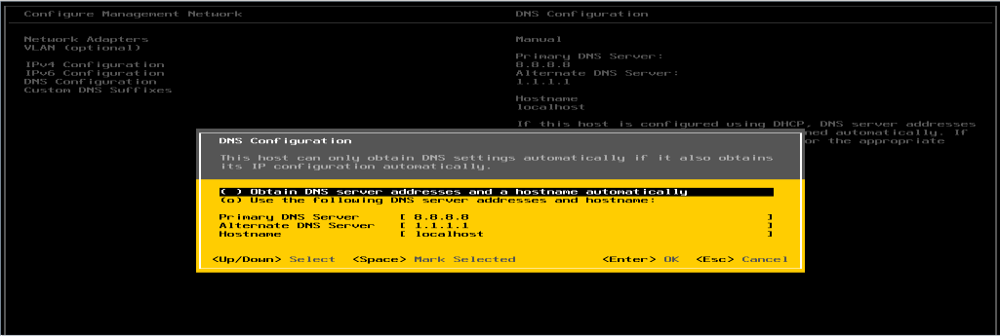 Configure Management Network
DNS Configuration
Network Adapters
VLAN (optional)
IPv4 Configuration
IPv6 Configuration
DNS Configuration
Custom DNS Suffixes
Manual
Primary DNS Server:
8.8.8.8
Alternate DNS Server:
1.1.1.1
Hostname
localhost
If this host is configured using DHCP, DNS server addresses
ned automatically. If
or the appropriate
DNS Configuration
This host can only obtain DNS settings automatically if it also obtains
its IP configuration automatically.
( ) Obtain DNS server addresses and a hostname automatically
(o) Use the following DNS server addresses and hostname:
Primary DNS Server [ 8.8.8.8 ]
Alternate DNS Server [ 1.1.1.1 ]
Hostname [ localhost ]
<Up/Down> Select <Space> Mark Selected <Enter> OK <Esc> Cancel